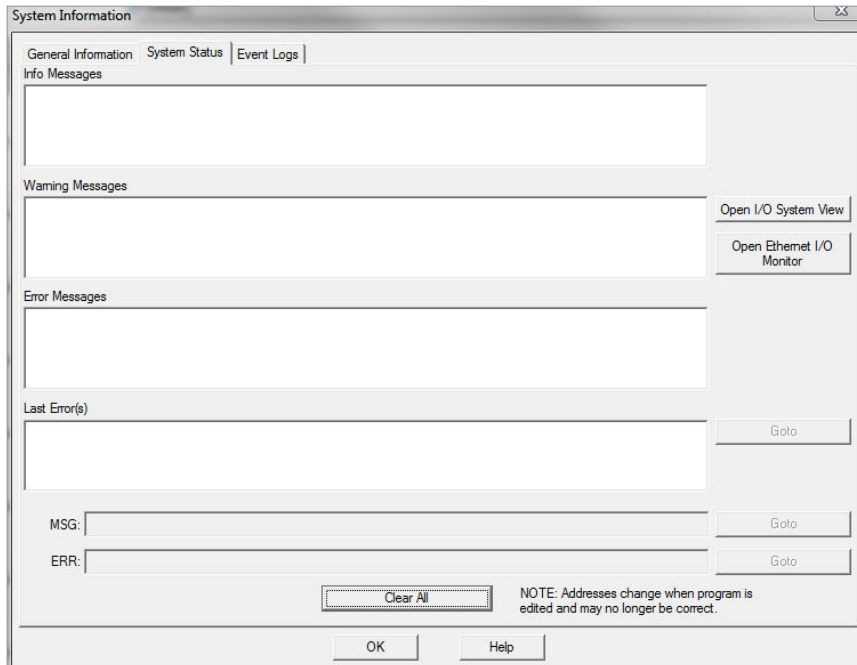 System Information
General Information System Status Event Logs
Info Messages
Warning Messages
Open I/O System View
Open Ethernet I/O
Monitor
Error Messages
Last Error(s)
Goto
MSG:
Goto
ERR:
Goto
Clear All
NOTE: Addresses change when program is
edited and may no longer be correct.
OK
Help